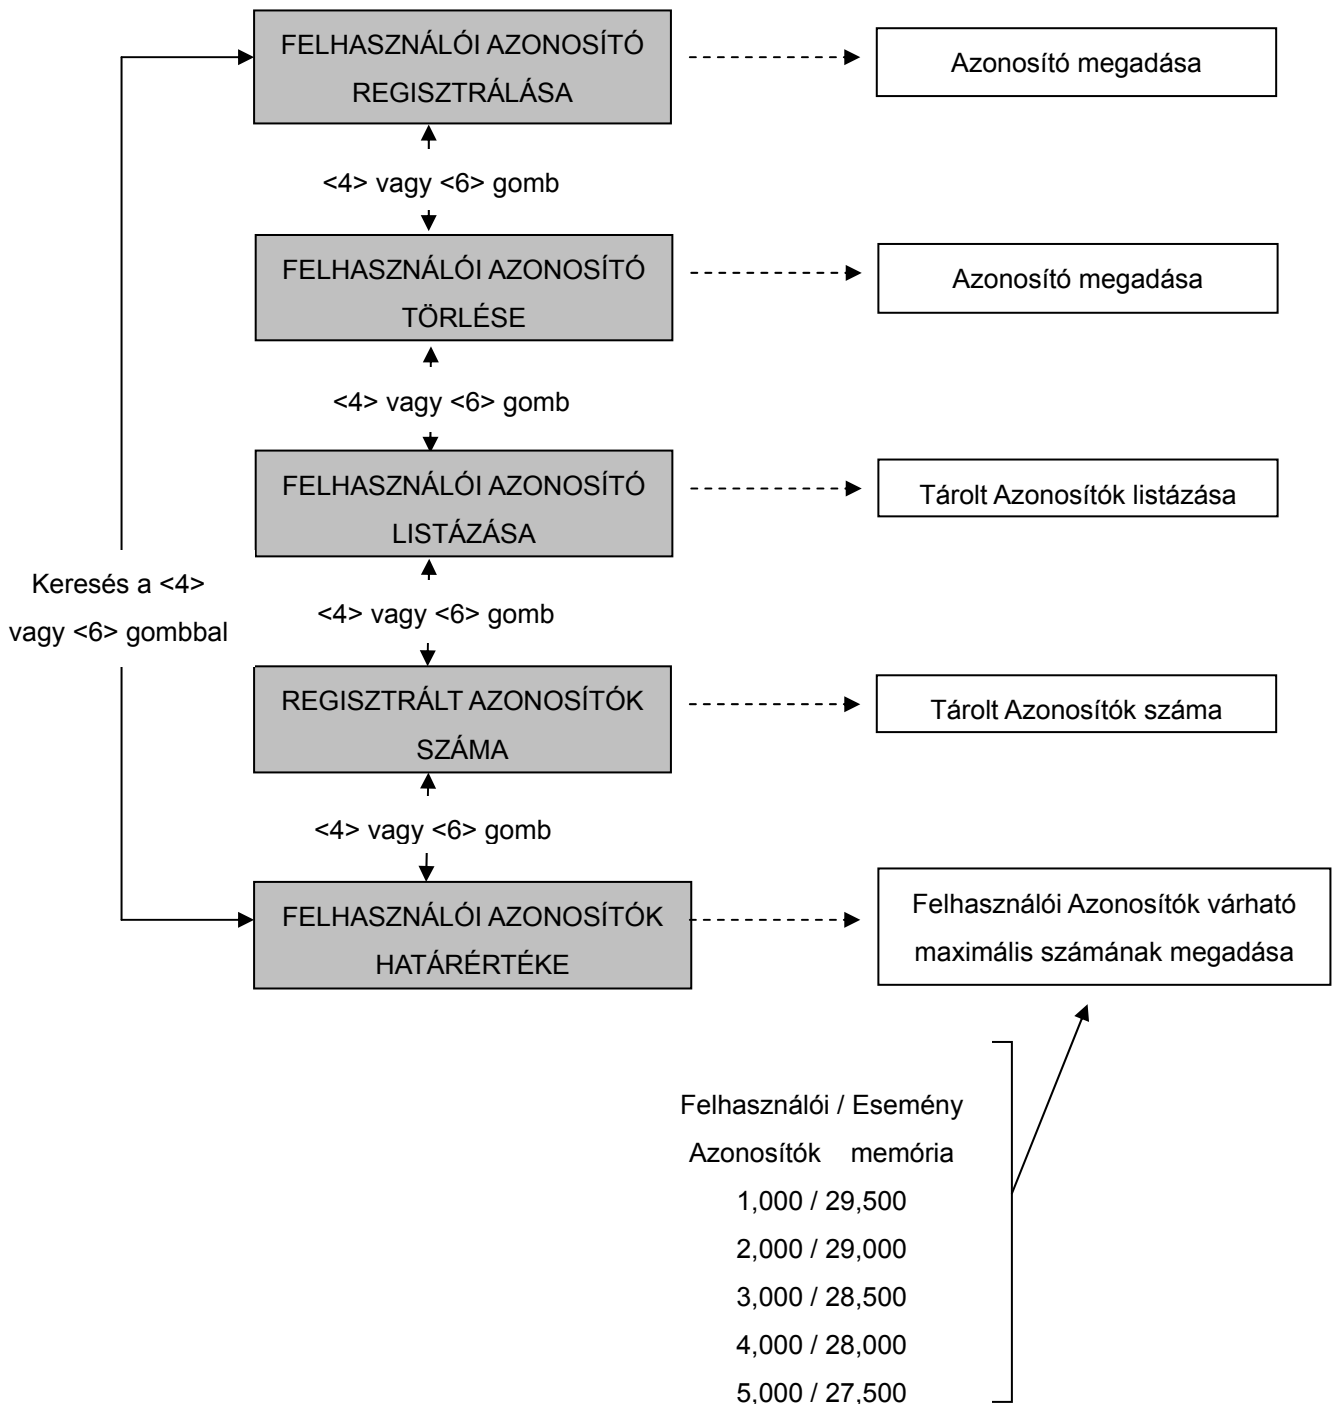 FELHASZNÁLÓI AZONOSÍTÓ
REGISZTRÁLÁSA
Azonosító megadása
<4> vagy <6> gomb
FELHASZNÁLÓI AZONOSÍTÓ
TÖRLÉSE
Azonosító megadása
<4> vagy <6> gomb
FELHASZNÁLÓI AZONOSÍTÓ
LISTÁZÁSA
Tárolt Azonosítók listázása
Keresés a <4>
vagy <6> gombbal
<4> vagy <6> gomb
REGISZTRÁLT AZONOSÍTÓK
SZÁMA
Tárolt Azonosítók száma
<4> vagy <6> gomb
FELHASZNÁLÓI AZONOSÍTÓK
HATÁRÉRTÉKE
Felhasználói Azonosítók várható
maximális számának megadása
Felhasználói / Esemény
Azonosítók memória
1,000 / 29,500
2,000 / 29,000
3,000 / 28,500
4,000 / 28,000
5,000 / 27,500